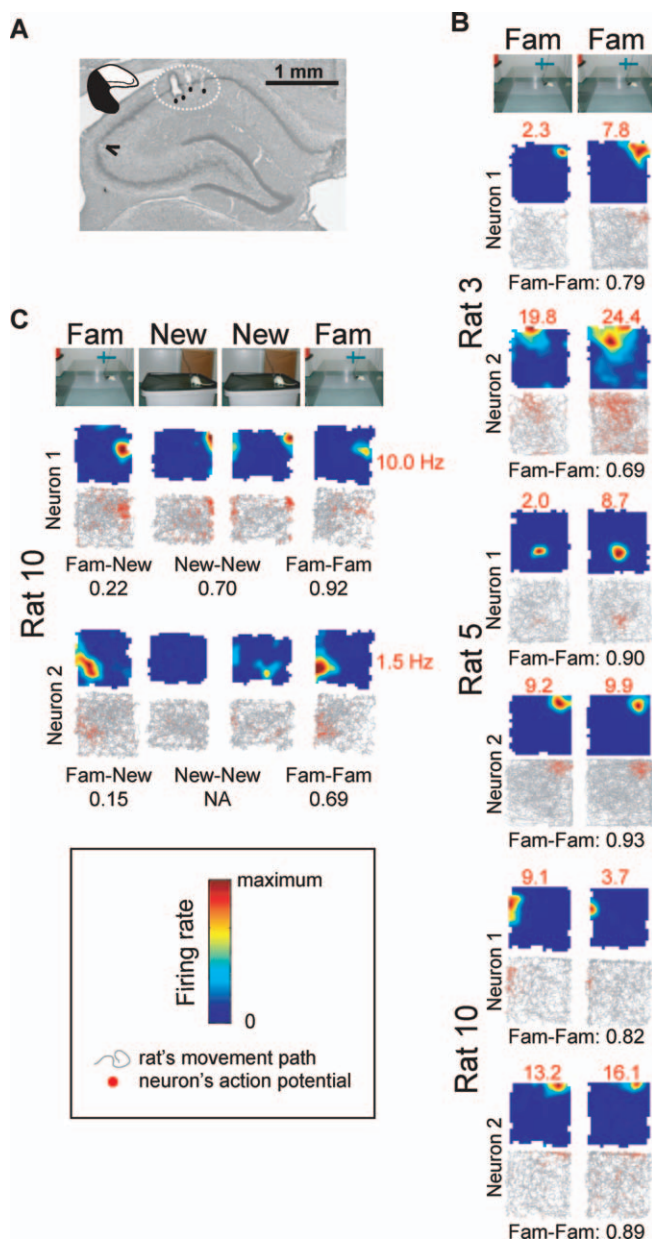 A
1 mm
B
Fam Fam
2.3 7.8
Neuron 1
Fam-Fam: 0.79
Rat 3
19.8 24.4
Neuron 2
Fam-Fam: 0.69
2.0 8.7
Neuron 1
Fam-Fam: 0.90
Rat 5
9.2 9.9
Neuron 2
Fam-Fam: 0.93
9.1 3.7
Neuron 1
Fam-Fam: 0.82
Rat 10
13.2 16.1
Neuron 2
Fam-Fam: 0.89
C
Fam New New Fam
Neuron 1
10.0 Hz
Fam-New New-New Fam-Fam
0.22 0.70 0.92
Rat 10
Neuron 2
1.5 Hz
Fam-New New-New Fam-Fam
0.15 NA 0.69
maximum
Firing rate
0
rat's movement path
neuron's action potential